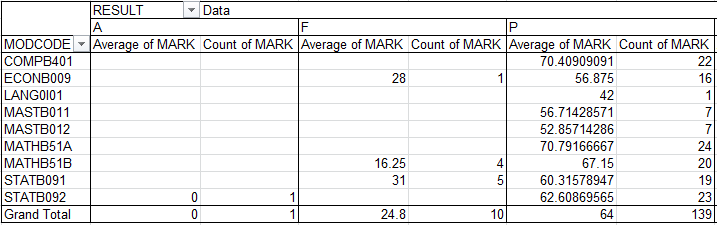 RESULT Data
A F P
MODCODE Average of MARK Count of MARK Average of MARK Count of MARK Average of MARK Count of MARK
COMPB401 70.40909091 22
ECONB009 28 1 56.875 16
LANG0I01 42 1
MASTB011 56.71428571 7
MASTB012 52.85714286 7
MATHB51A 70.79166667 24
MATHB51B 16.25 4 67.15 20
STATB091 31 5 60.31578947 19
STATB092 0 1 62.60869565 23
Grand Total 0 1 24.8 10 64 139